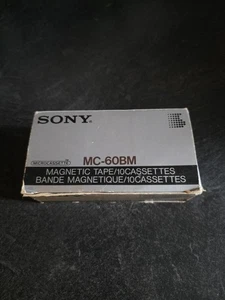 SONY
MICROCASSETTE
MC-60BM
MAGNETIC TAPE/10CASSETTES
BANDE MAGNETIQUE/10CASSETTES